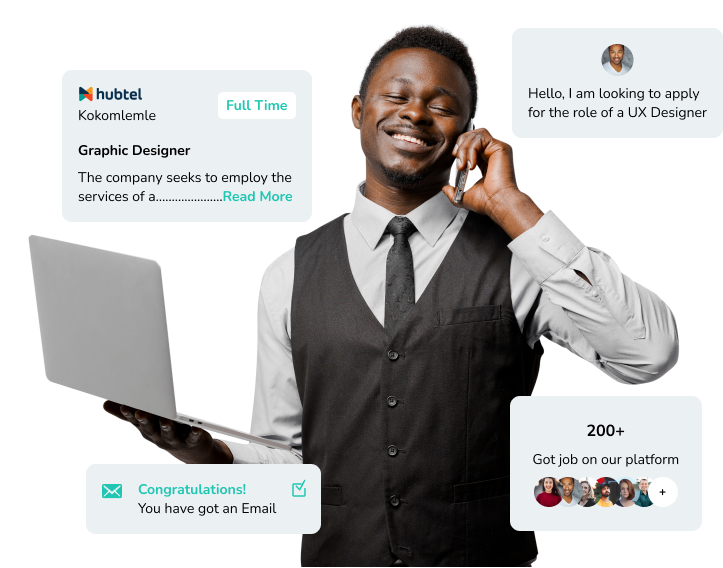 hubtel
Kokomlemle
Full Time
Graphic Designer
The company seeks to employ the
services of a.....................Read More
Hello, I am looking to apply
for the role of a UX Designer
Congratulations!
You have got an Email
200+
Got job on our platform
+